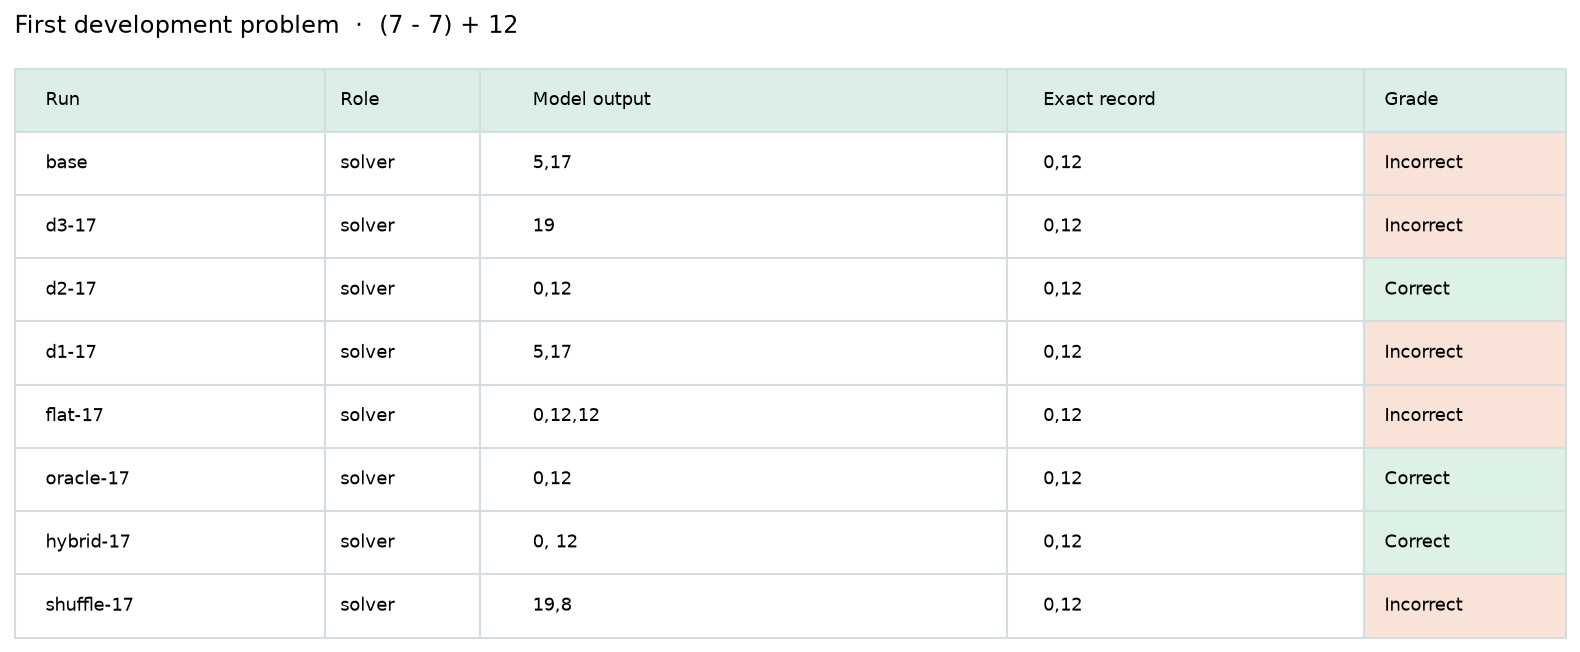 First development problem · (7 - 7) + 12
Run Role Model output Exact record Grade
base solver 5,17 0,12 Incorrect
d3-17 solver 19 0,12 Incorrect
d2-17 solver 0,12 0,12 Correct
d1-17 solver 5,17 0,12 Incorrect
flat-17 solver 0,12,12 0,12 Incorrect
oracle-17 solver 0,12 0,12 Correct
hybrid-17 solver 0, 12 0,12 Correct
shuffle-17 solver 19,8 0,12 Incorrect